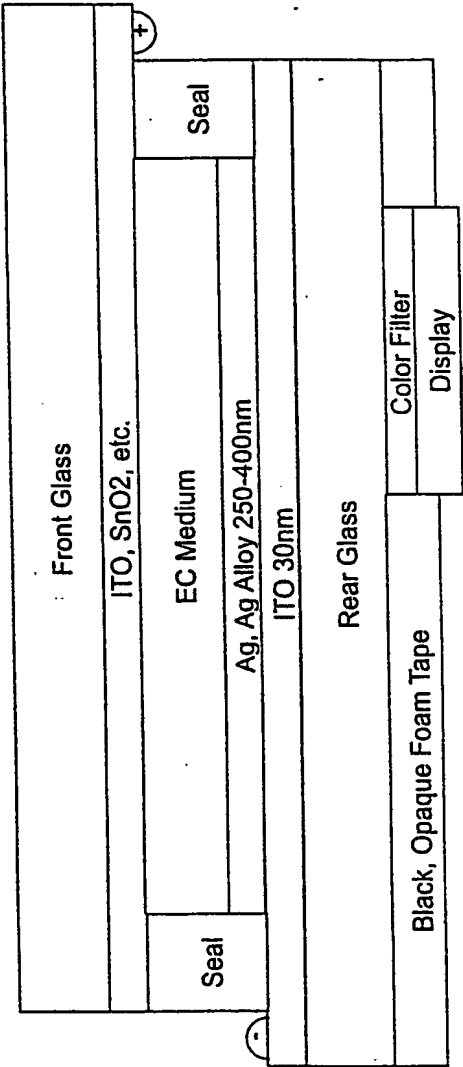 Front Glass
ITO, SnO2, etc.
+
Seal
EC Medium
Seal
Ag, Ag Alloy 250-400nm
ITO 30nm
-
Rear Glass
Color Filter
Display
Black, Opaque Foam Tape